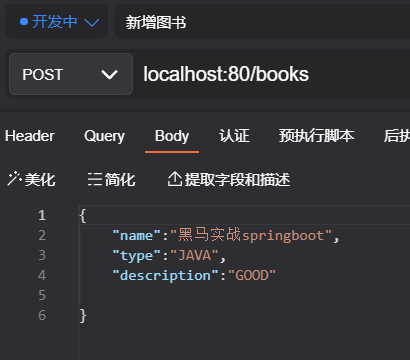 开发中 新增图书
POST localhost:80/books
Header Query Body 认证 预执行脚本 后执
美化 简化 提取字段和描述
1 {
2 "name":"黑马实战springboot",
3 "type":"JAVA",
4 "description":"GOOD"
5
6 }